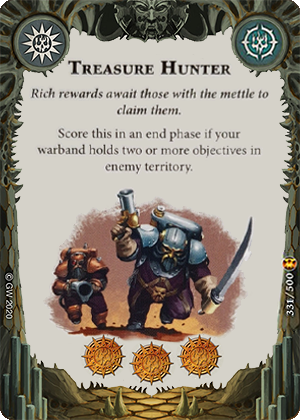 TREASURE HUNTER
Rich rewards await those with the mettle to
claim them.
Score this in an end phase if your
warband holds two or more objectives in
enemy territory.
© GW 2020
331/500